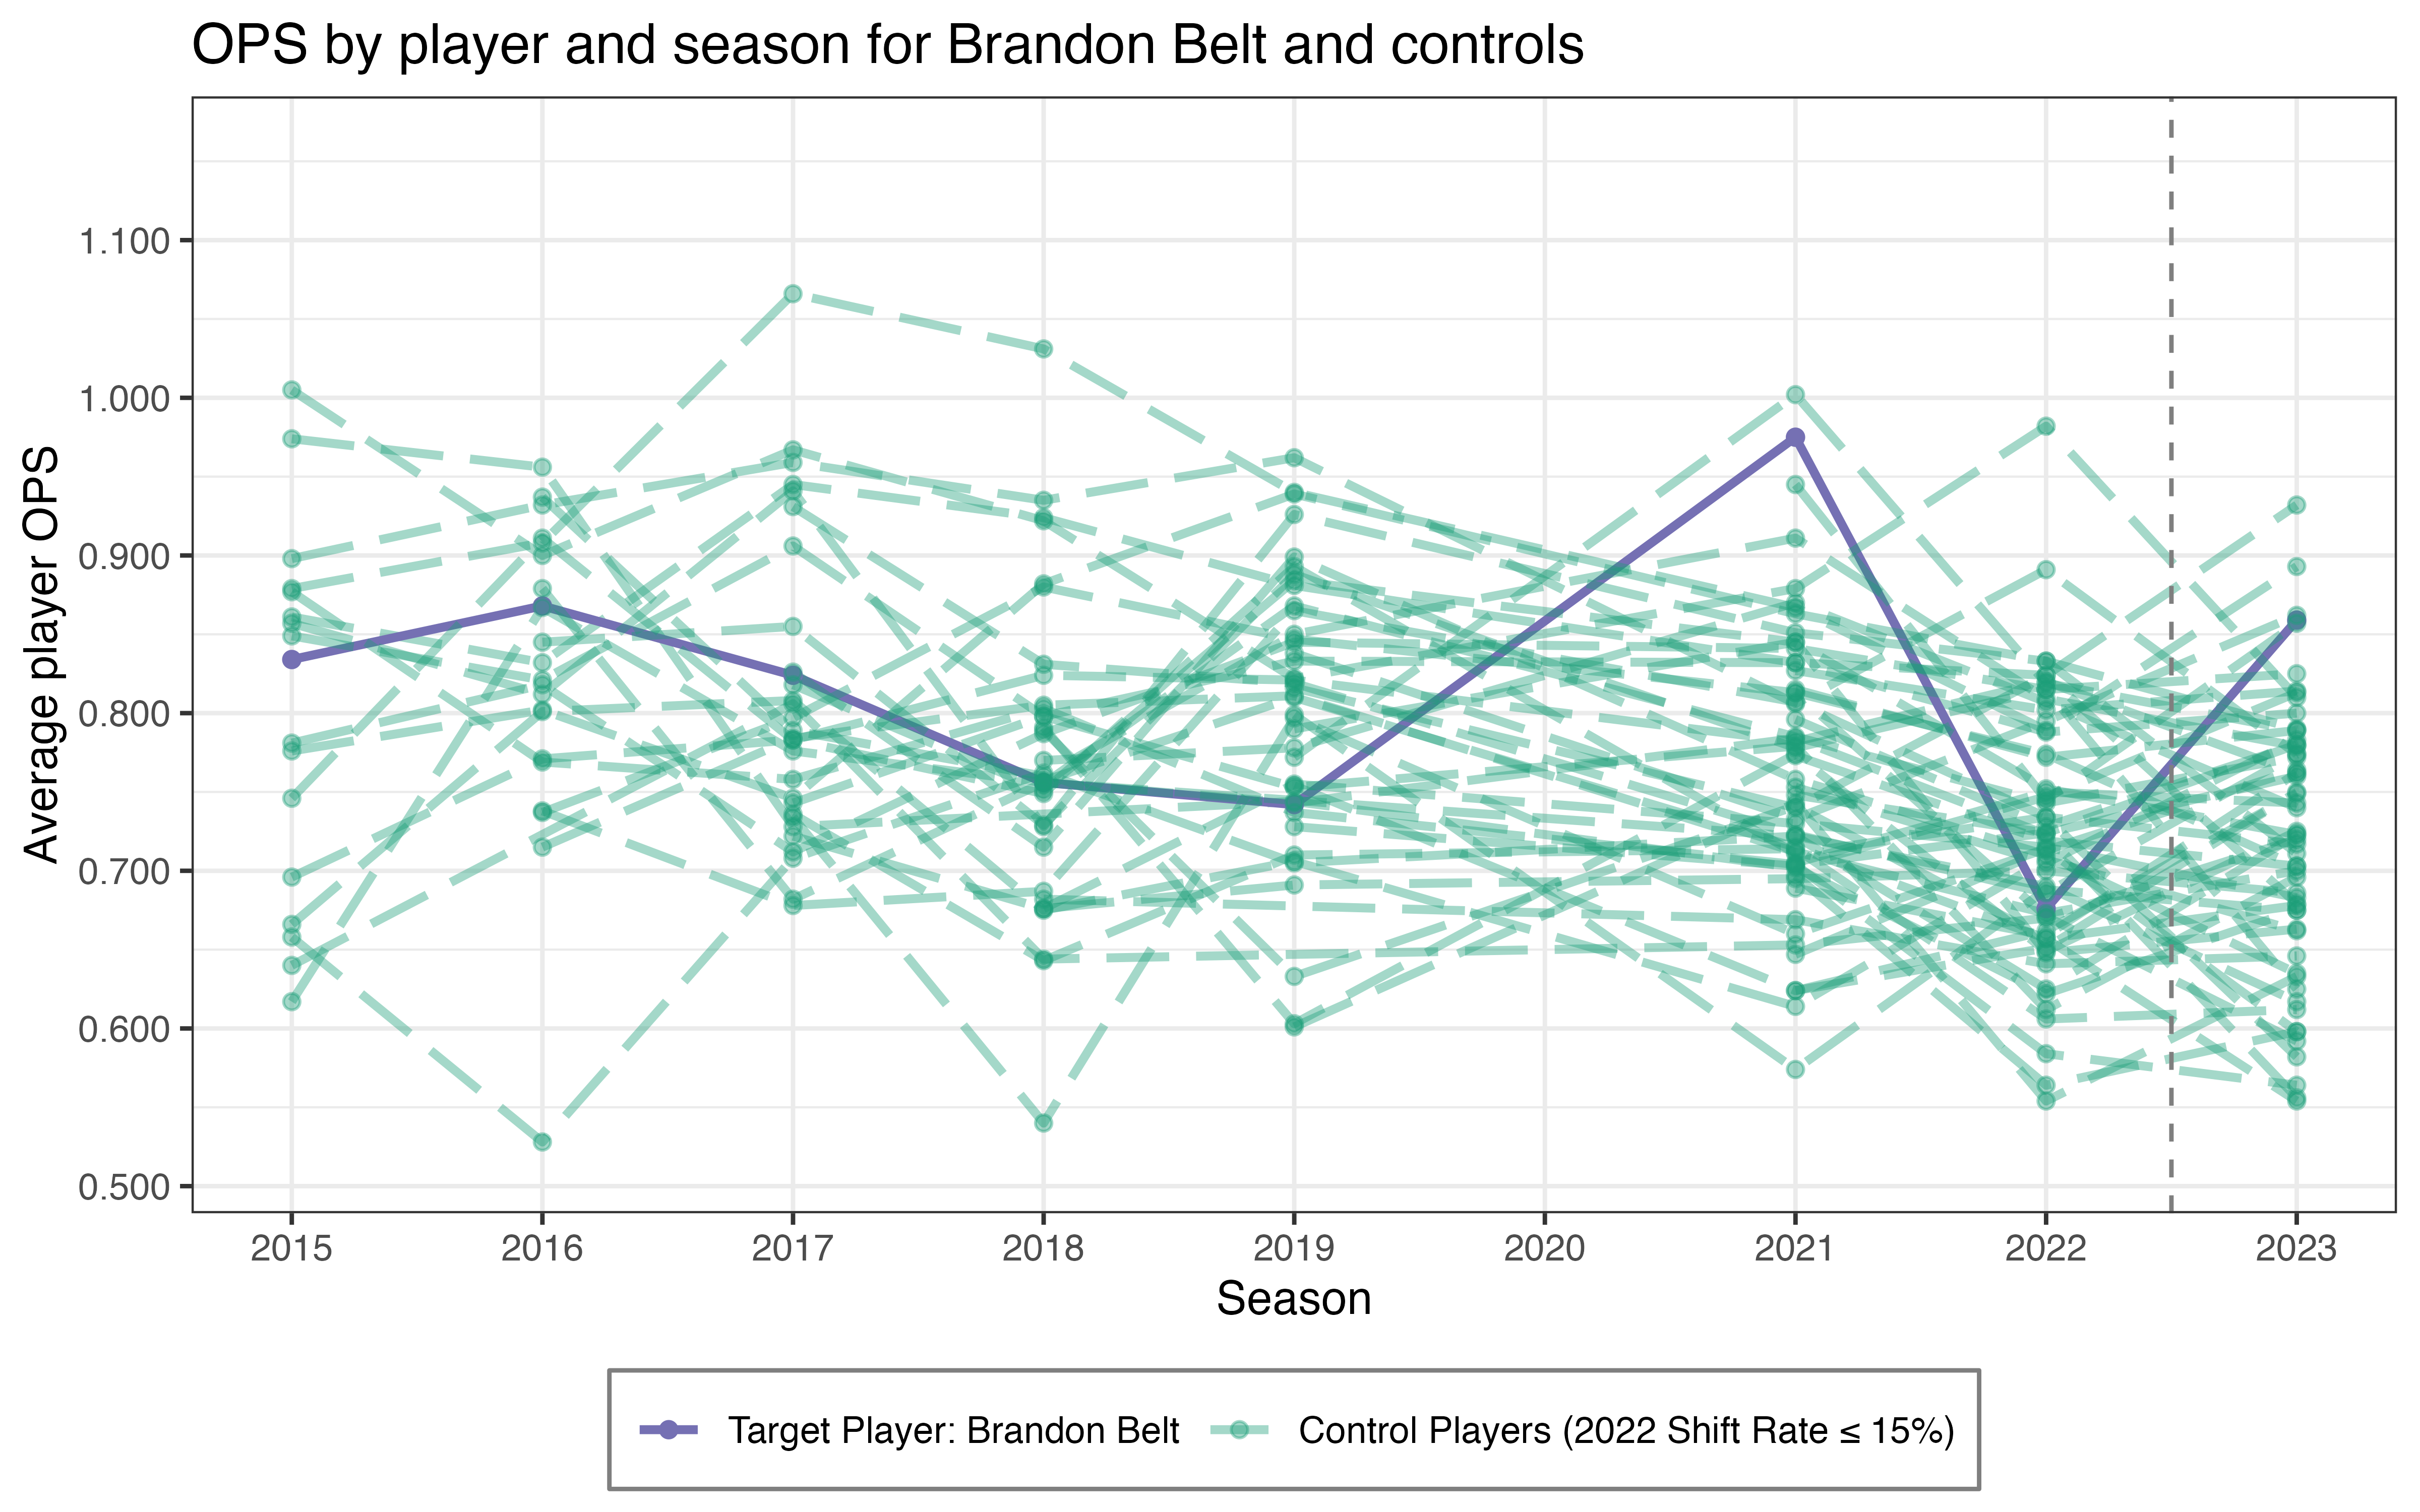 OPS by player and season for Brandon Belt and controls
Average player OPS
1.100
1.000
0.900
0.800
0.700
0.600
0.500
2015 2016 2017 2018 2019 2020 2021 2022 2023
Season
Target Player: Brandon Belt Control Players (2022 Shift Rate ≤ 15%)